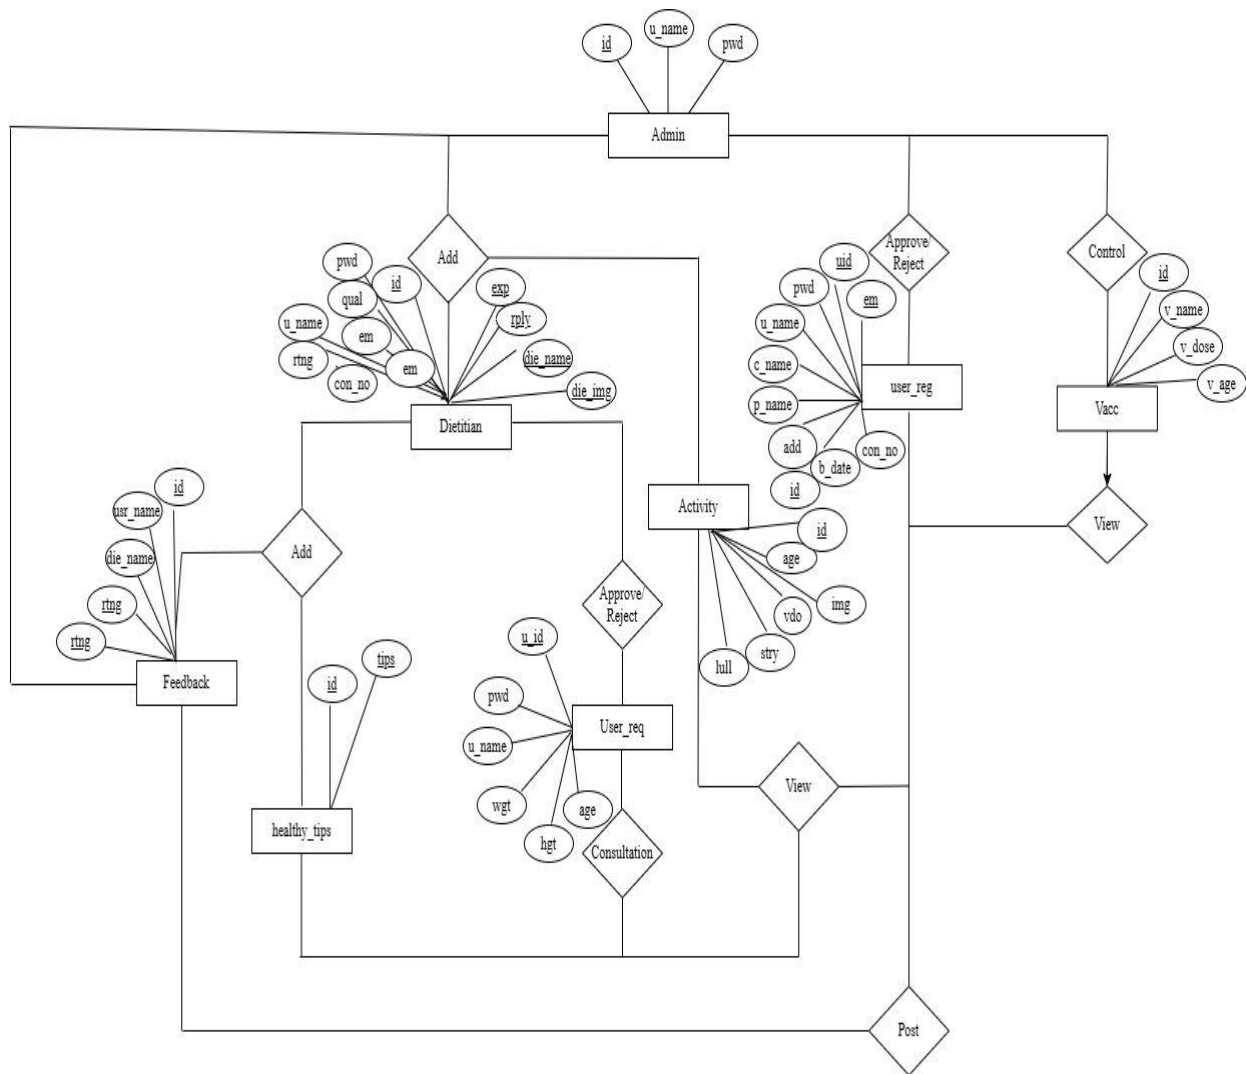 u_name
id
pwd
Admin
Add
Approve/
Reject
Control
pwd
id
qual
exp
rply
u_name
em
rtng
con_no
em
die_name
die_img
Dietitian
uid
em
pwd
u_name
c_name
p_name
add
b_date
con_no
id
user_reg
id
v_name
v_dose
v_age
Vacc
View
id
usr_name
die_name
rtng
rtng
Feedback
Add
Activity
id
age
img
vdo
stry
lull
Approve/
Reject
u_id
pwd
u_name
wgt
hgt
age
User_req
id
tips
healthy_tips
Consultation
View
Post